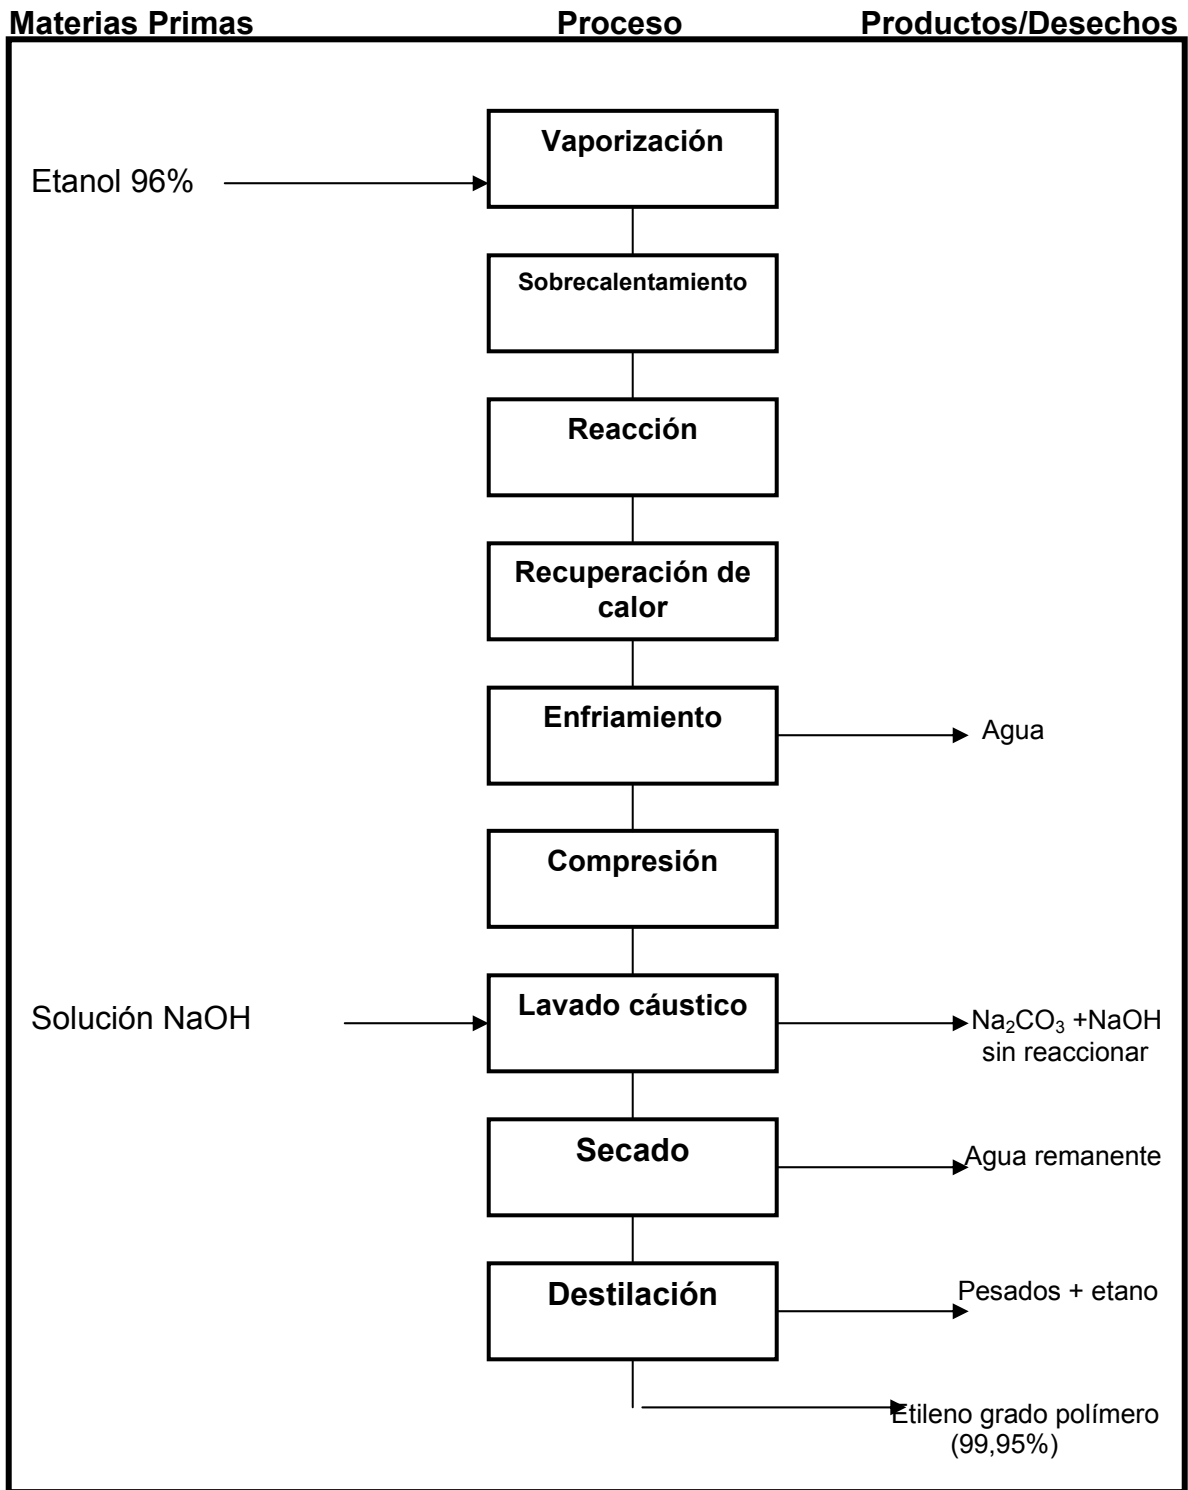 Materias Primas Proceso Productos/Desechos
Vaporización
Etanol 96%
Sobrecalentamiento
Reacción
Recuperación de
calor
Enfriamiento
Agua
Compresión
Lavado cáustico
Solución NaOH
Na₂CO₃ +NaOH
sin reaccionar
Secado
Agua remanente
Destilación
Pesados + etano
Etileno grado polímero
(99,95%)